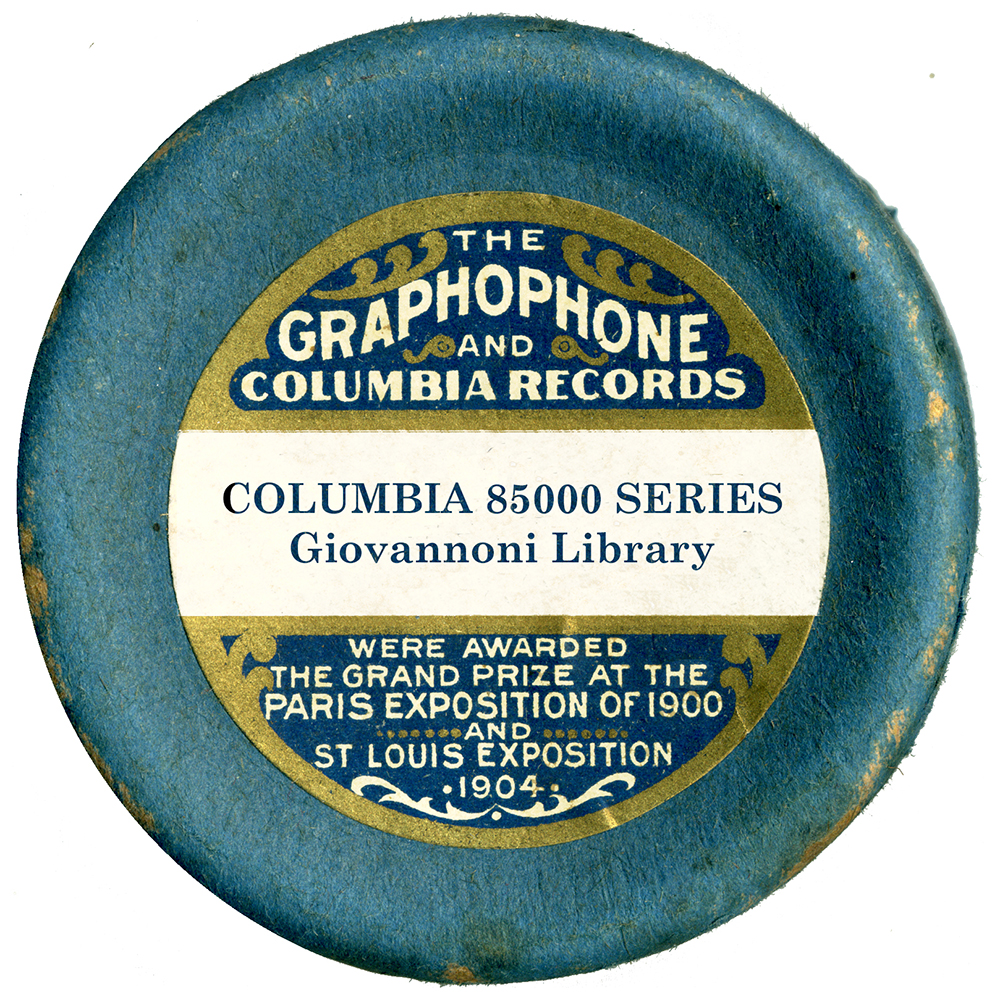 THE
GRAPHOPHONE
AND
COLUMBIA RECORDS
COLUMBIA 85000 SERIES
Giovannoni Library
WERE AWARDED
THE GRAND PRIZE AT THE
PARIS EXPOSITION OF 1900
AND
ST LOUIS EXPOSITION
·1904·